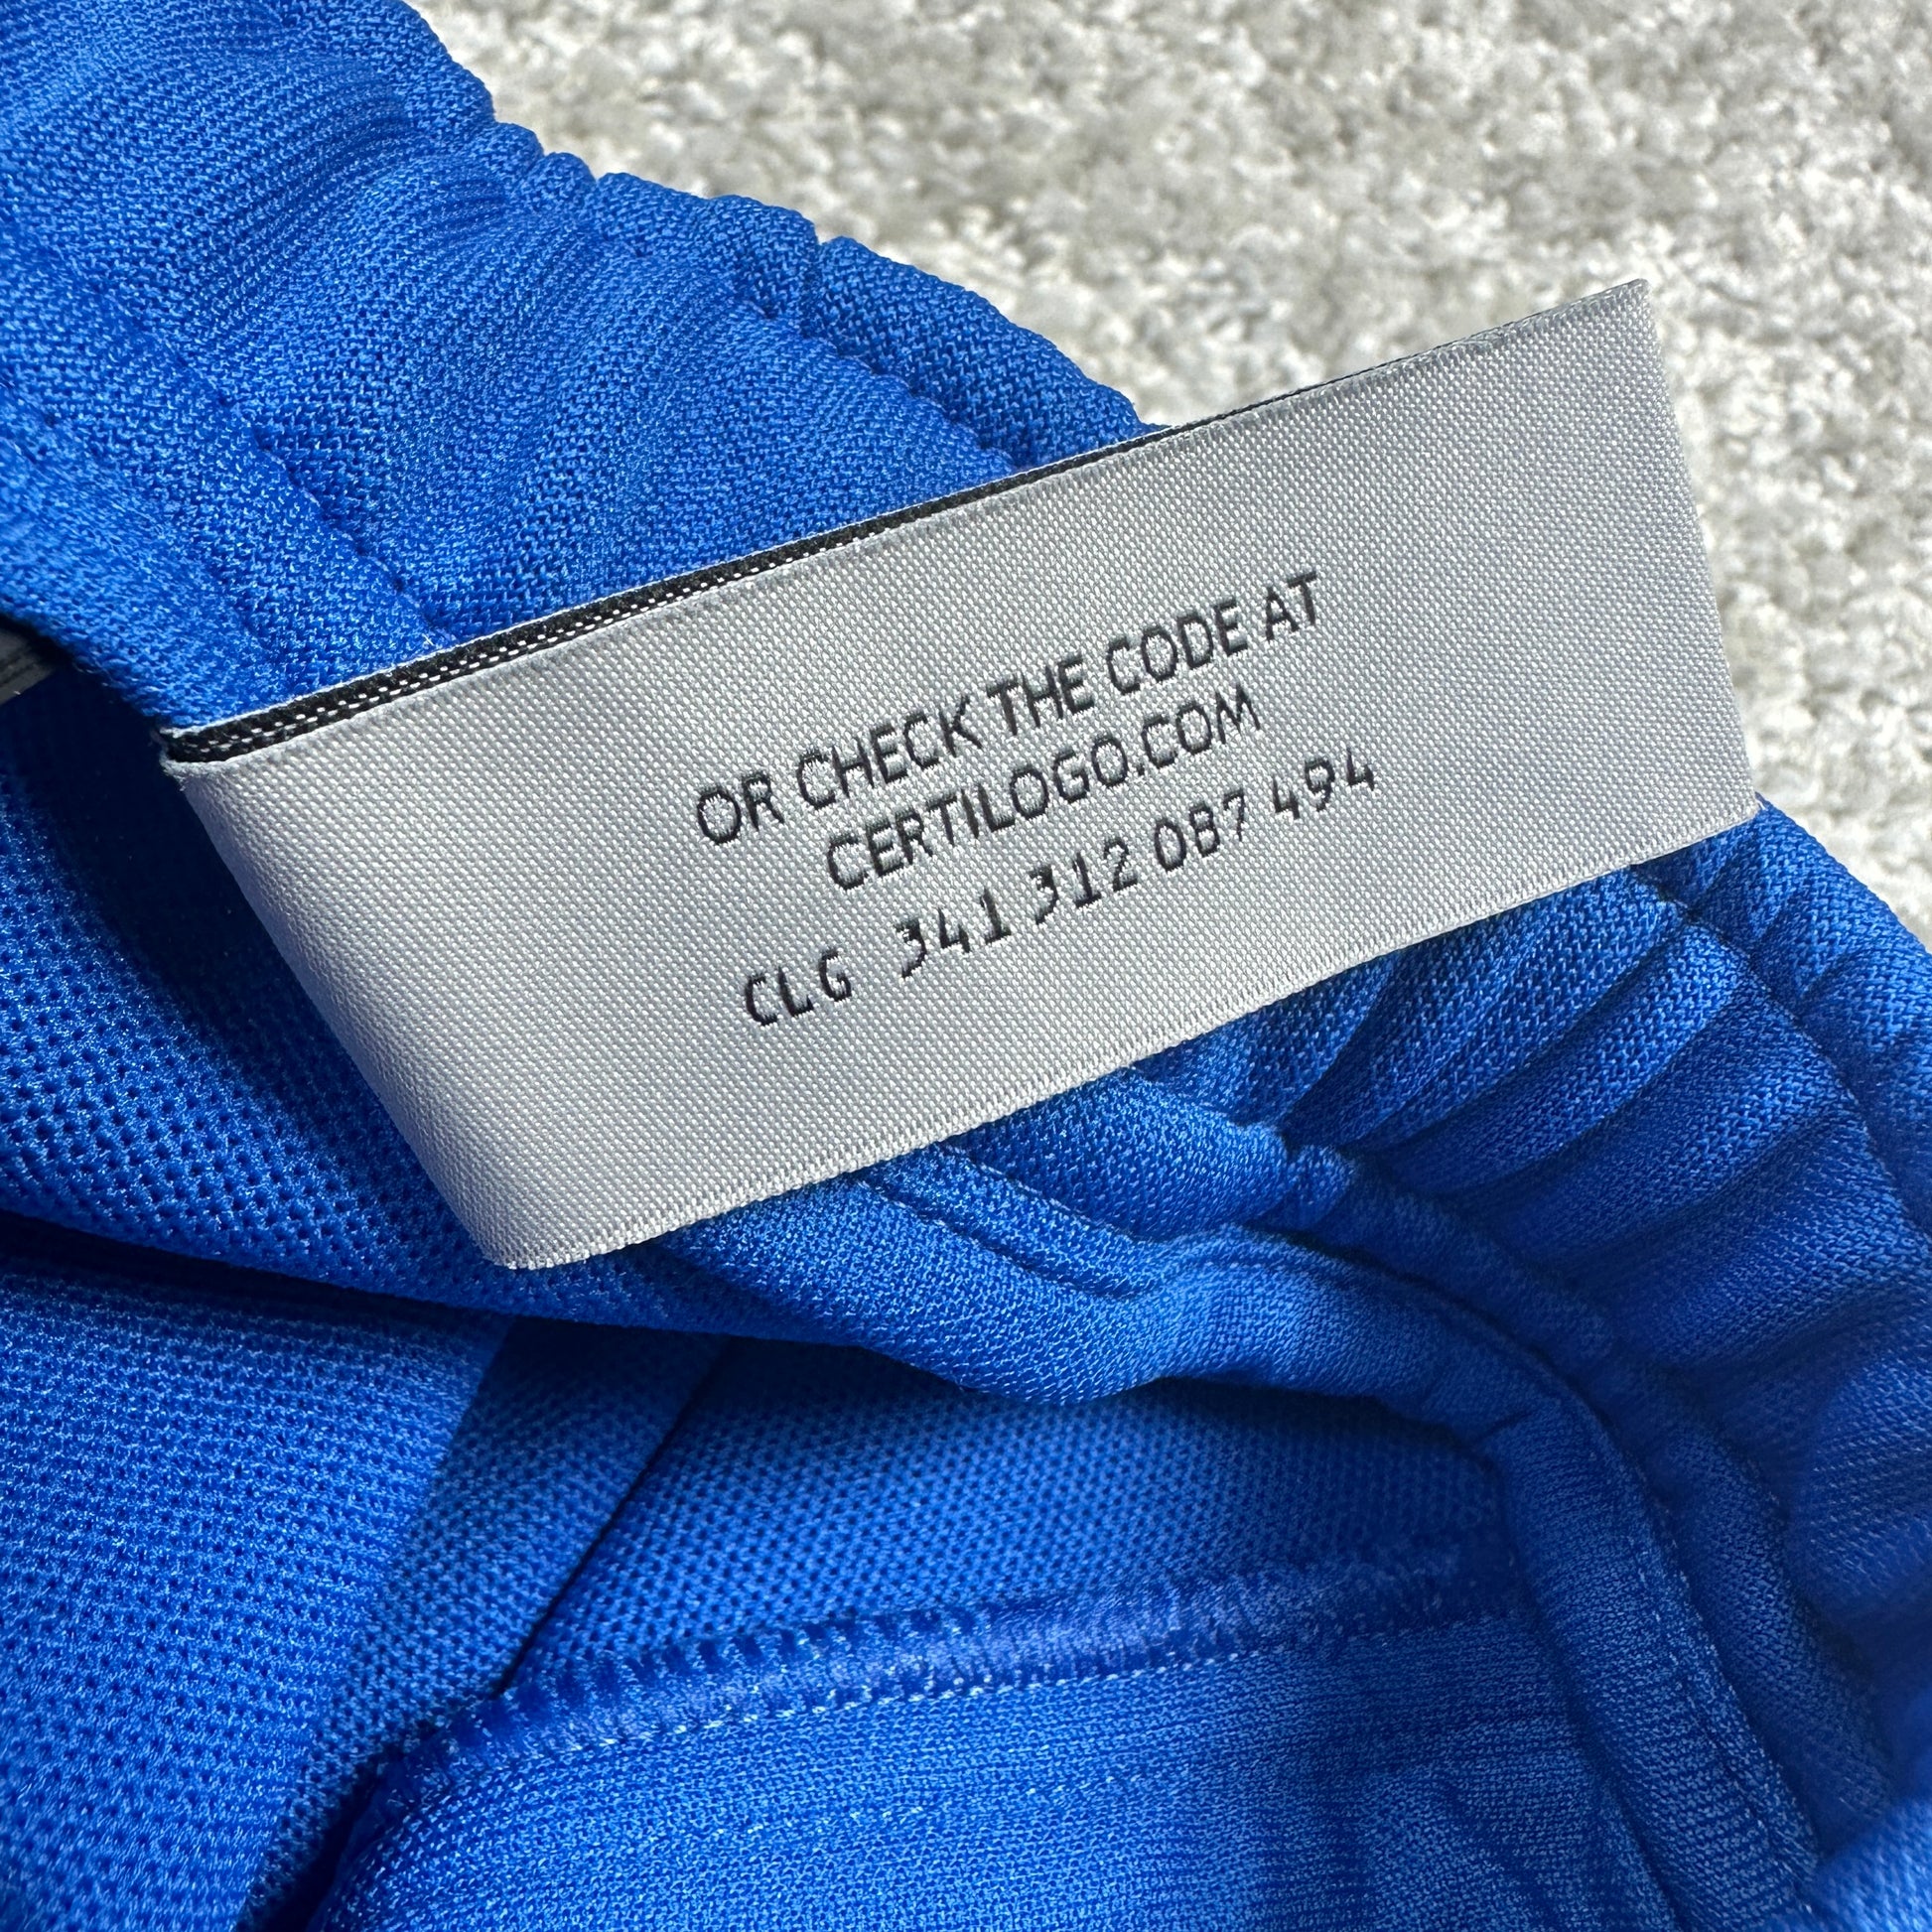 OR CHECK THE CODE AT
CERTILOGO.COM
CLG 341 312 087 494